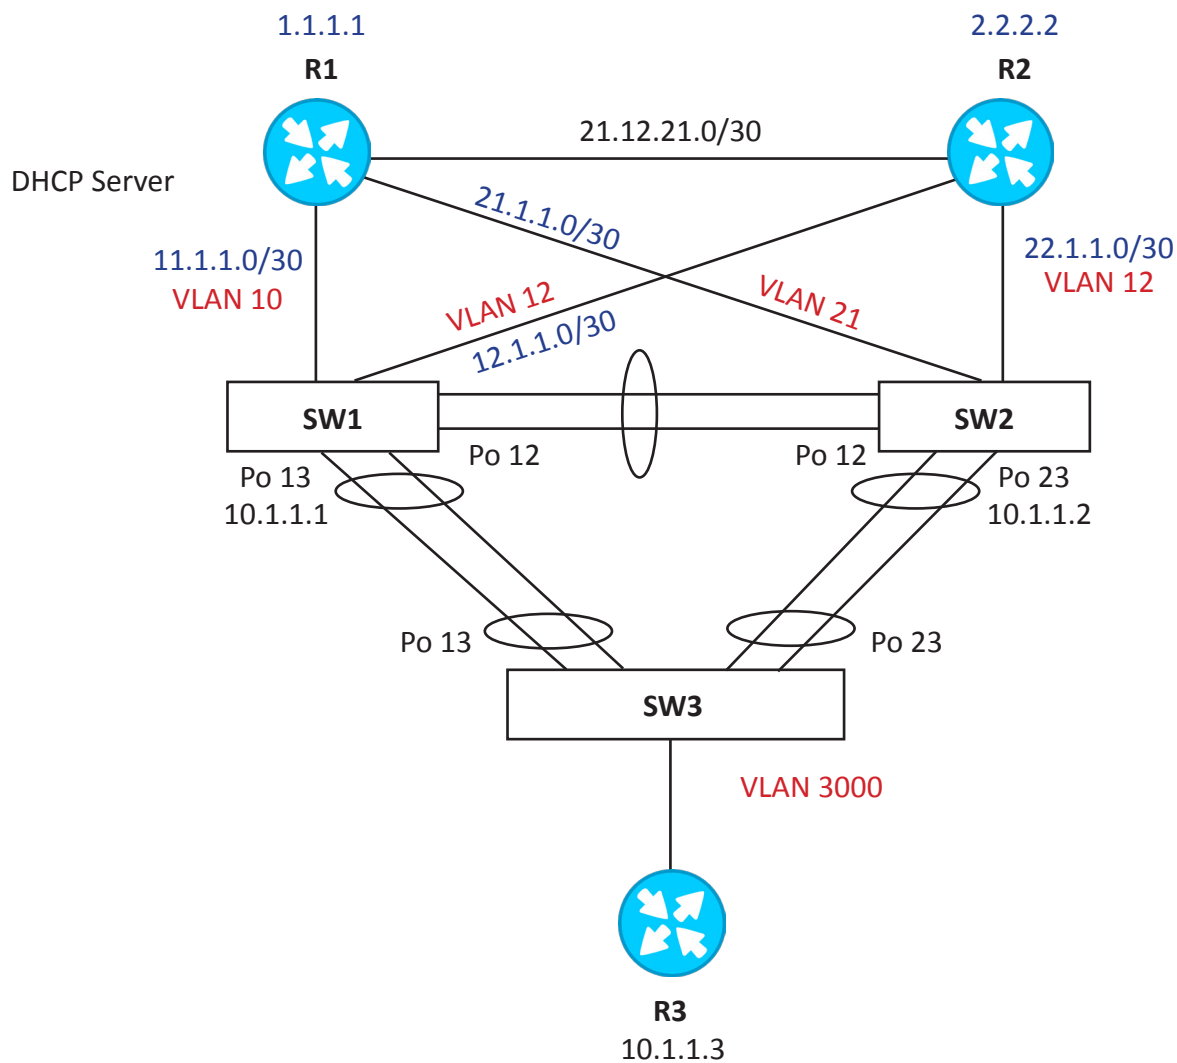 1.1.1.1
2.2.2.2
R1
R2
21.12.21.0/30
DHCP Server
21.1.1.0/30
11.1.1.0/30
VLAN 10
22.1.1.0/30
VLAN 12
VLAN 12
12.1.1.0/30
VLAN 21
SW1
SW2
Po 12
Po 12
Po 13
10.1.1.1
Po 23
10.1.1.2
Po 13
Po 23
SW3
VLAN 3000
R3
10.1.1.3